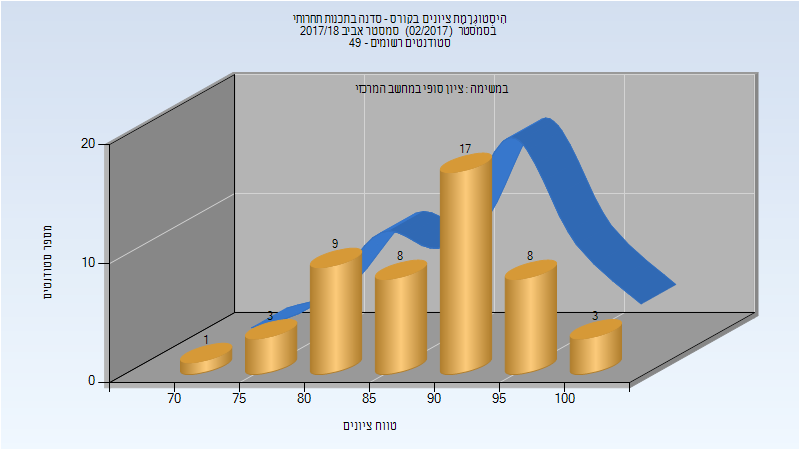 הִיסְטוֹגְרָמַת ציונים בקורס - סדנה בתכנות תחרותי
בסמסטר (02/2017) סמסטר אביב 2017/18
סטודנטים רשומים - 49
במשימה : ציון סופי במחשב המרכזי
מספר סטודנטים
20
10
0
1
3
9
8
17
8
3
70 75 80 85 90 95 100
טווח ציונים